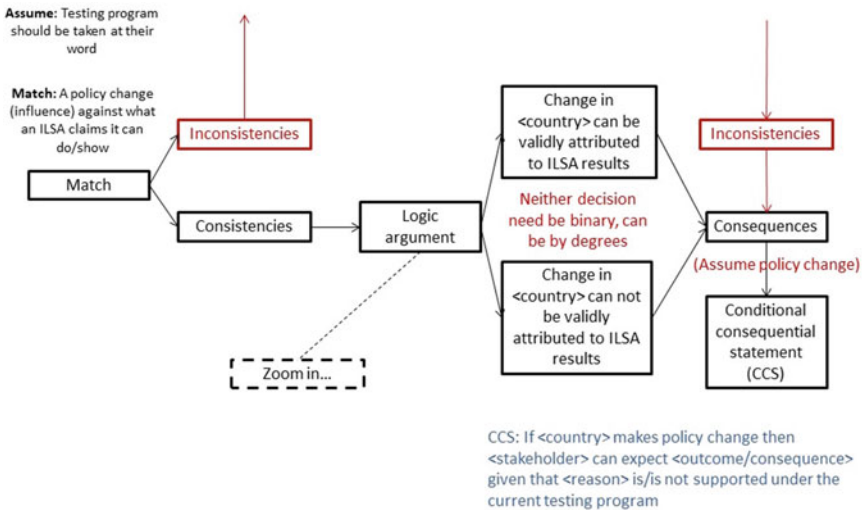 Assume: Testing program
should be taken at their
word
Match: A policy change
(influence) against what
an ILSA claims it can
do/show
Match
Inconsistencies
Consistencies
Logic
argument
Zoom in...
Change in
<country> can be
validly attributed
to ILSA results
Neither decision
need be binary, can
be by degrees
Change in
<country> can not
be validly
attributed to ILSA
results
Inconsistencies
Consequences
(Assume policy change)
Conditional
consequential
statement
(CCS)
CCS: If <country> makes policy change then
<stakeholder> can expect <outcome/consequence>
given that <reason> is/is not supported under the
current testing program